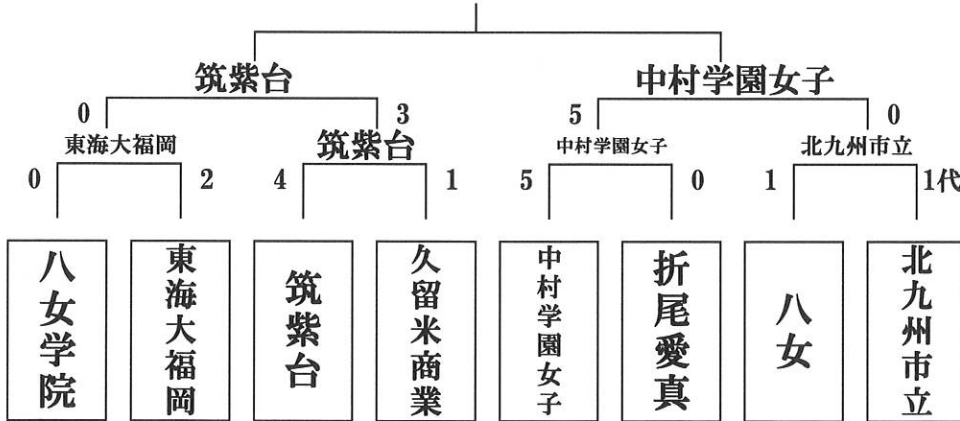 筑紫台 中村学園女子
0 3 5 0
東海大福岡 筑紫台 中村学園女子 北九州市立
0 2 4 1 5 0 1 1代
八女学院
東海大福岡
筑紫台
久留米商業
中村学園女子
折尾愛真
八女
北九州市立